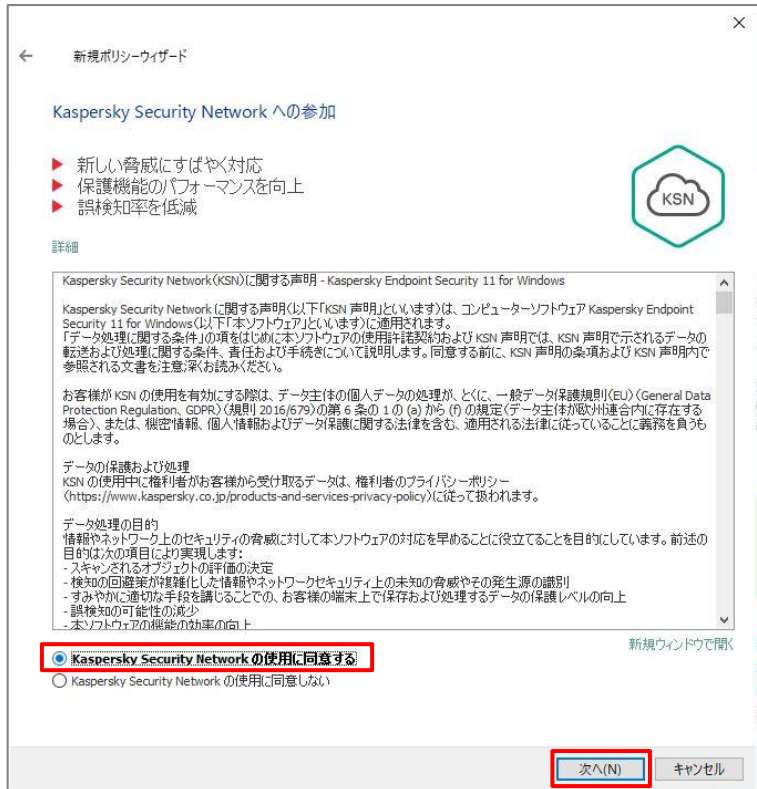 新規ポリシーウィザード
Kaspersky Security Network への参加
新しい脅威にすばやく対応
保護機能のパフォーマンスを向上
誤検知率を低減
KSN
詳細
Kaspersky Security Network(KSN)に関する声明 - Kaspersky Endpoint Security 11 for Windows
Kaspersky Security Network に関する声明(以下「KSN 声明」といいます)は、コンピューターソフトウェア Kaspersky Endpoint
Security 11 for Windows(以下「本ソフトウェア」といいます)に適用されます。
「データ処理に関する条件」の項をはじめに本ソフトウェアの使用許諾契約および KSN 声明では、KSN 声明で示されるデータの
転送および処理に関する条件、責任および手続きについて説明します。同意する前に、KSN 声明の条項および KSN 声明内で
参照される文書を注意深くお読みください。
お客様が KSN の使用を有効にする際は、データ主体の個人データの処理が、とくに、一般データ保護規則(EU)(General Data
Protection Regulation、GDPR)(規則 2016/679)の第 6 条の 1 の (a) から (f) の規定(データ主体が欧州連合内に存在する
場合)、または、機密情報、個人情報およびデータ保護に関する法律を含む、適用される法律に従っていることに義務を負うも
のとします。
データの保護および処理
KSN の使用中に権利者がお客様から受け取るデータは、権利者のプライバシーポリシー
(https://www.kaspersky.co.jp/products-and-services-privacy-policy)に従って扱われます。
データ処理の目的
情報やネットワーク上のセキュリティの脅威に対して本ソフトウェアの対応を早めることに役立てることを目的にしています。前述の
目的は次の項目により実現します:
- スキャンされるオブジェクトの評価の決定
- 検知の回避策が複雑化した情報やネットワークセキュリティ上の未知の脅威やその発生源の識別
- すみやかに適切な手段を講じることでの、お客様の端末上で保存および処理するデータの保護レベルの向上
- 誤検知の可能性の減少
- 本ソフトウェアの機能の効率の向上
新規ウィンドウで開く
Kaspersky Security Network の使用に同意する
Kaspersky Security Network の使用に同意しない
次へ(N)
キャンセル